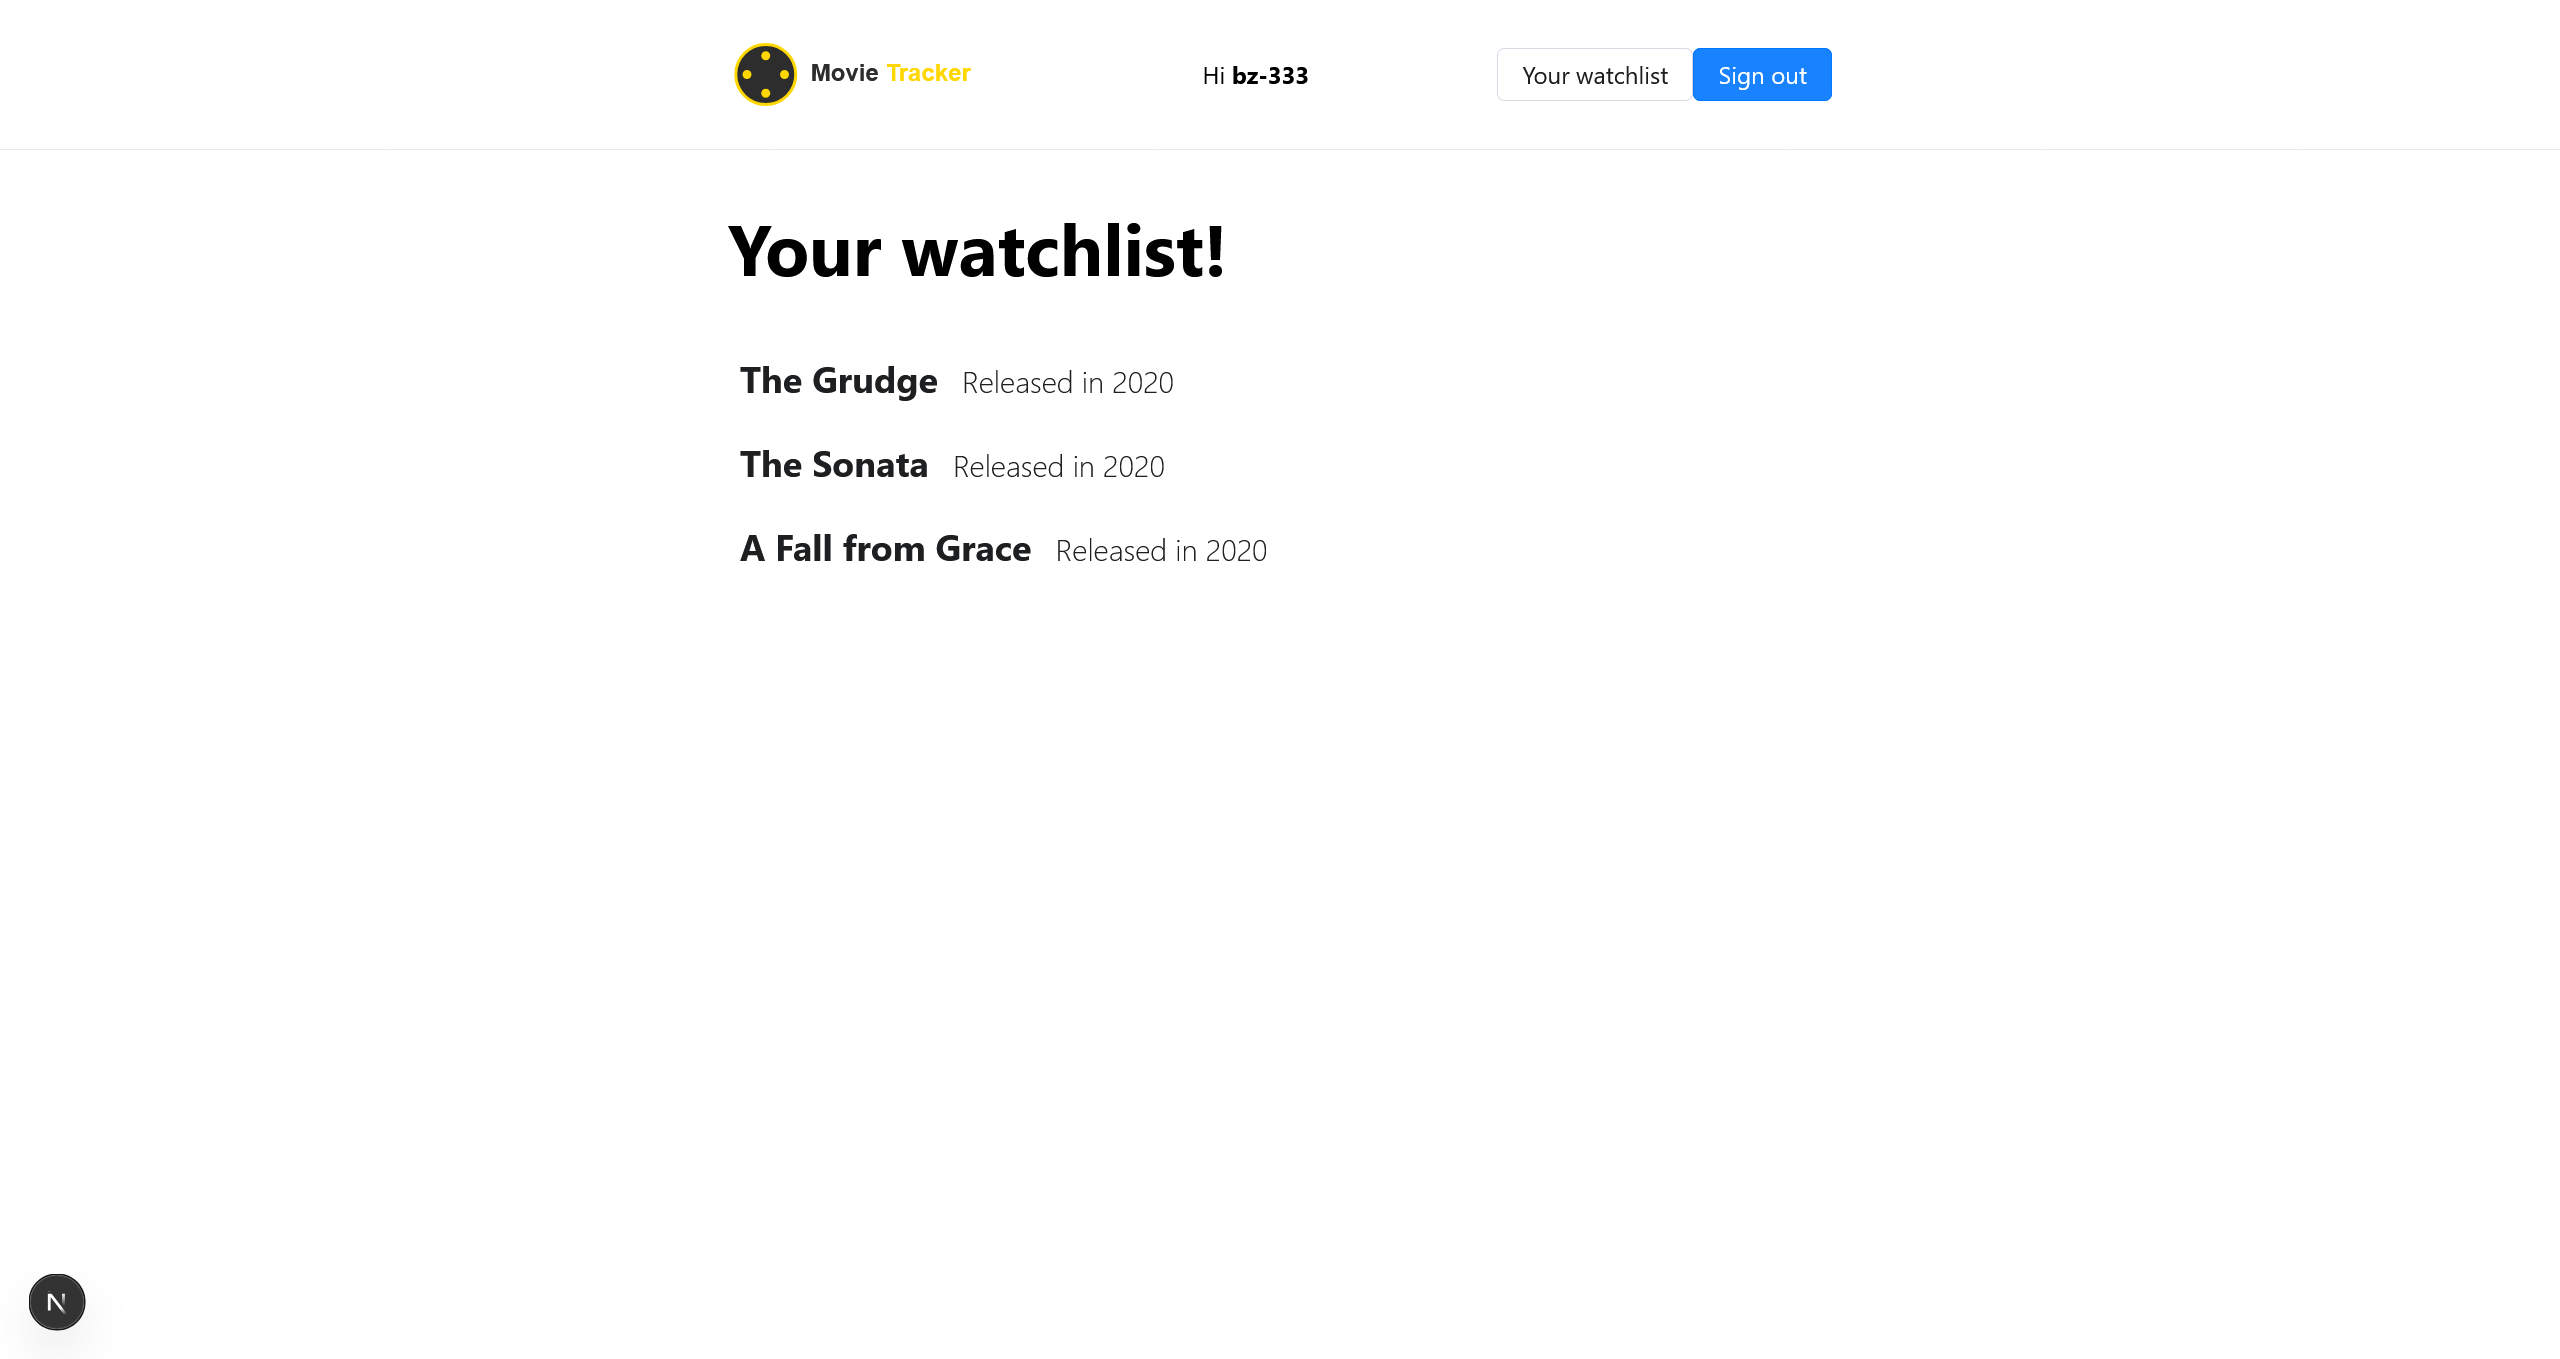 Movie Tracker
Hi bz-333
Your watchlist
Sign out
Your watchlist!
The Grudge Released in 2020
The Sonata Released in 2020
A Fall from Grace Released in 2020
N